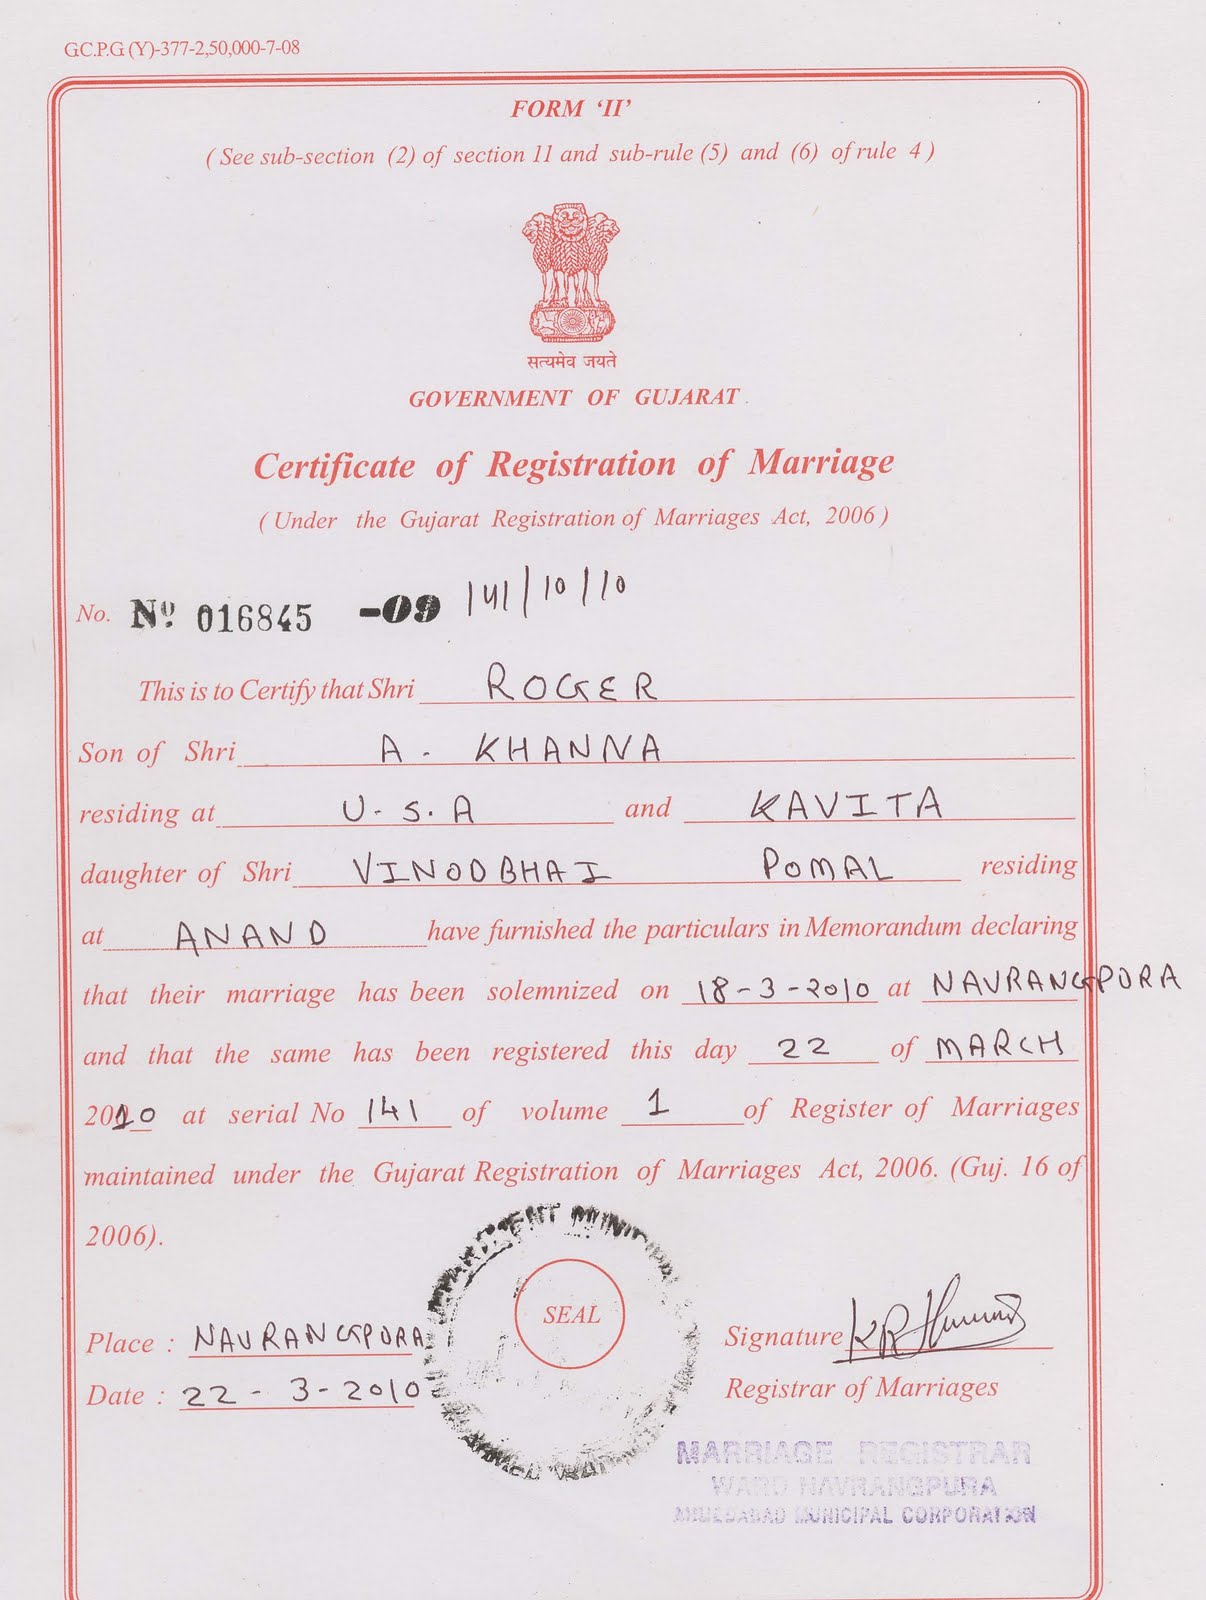 G.C.P.G (Y)-377-2,50,000-7-08
FORM 'II'
( See sub-section (2) of section 11 and sub-rule (5) and (6) of rule 4 )
सत्यमेव जयते
GOVERNMENT OF GUJARAT
Certificate of Registration of Marriage
( Under the Gujarat Registration of Marriages Act, 2006 )
No. Nº 016845 -09 141/10/10
This is to Certify that Shri ROGER
Son of Shri A. KHANNA
residing at U.S.A and KAVITA
daughter of Shri VINODBHAI POMAL residing
at ANAND have furnished the particulars in Memorandum declaring
that their marriage has been solemnized on 18-3-2010 at NAVRANGPURA
and that the same has been registered this day 22 of MARCH
2010 at serial No 141 of volume 1 of Register of Marriages
maintained under the Gujarat Registration of Marriages Act, 2006. (Guj. 16 of
2006).
MUNICIPAL
SEAL
Place : NAVRANGPURA
Signature
Date : 22-3-2010
Registrar of Marriages
MARRIAGE REGISTRAR
WARD NAVRANGPURA
AHMEDABAD MUNICIPAL CORPORATION